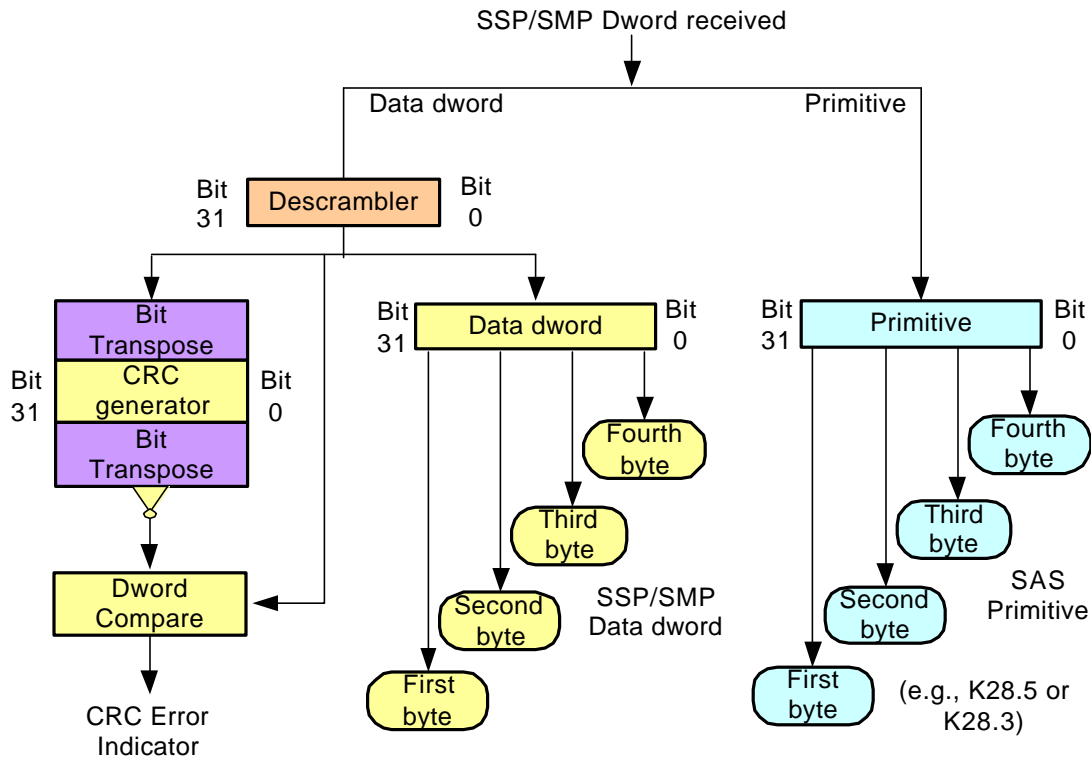 SSP/SMP Dword received
Data dword
Primitive
Bit
31
Descrambler
Bit
0
Bit
Transpose
Bit
31
CRC
generator
Bit
0
Bit
Transpose
Dword
Compare
CRC Error
Indicator
Bit
31
Data dword
Bit
0
Fourth
byte
Third
byte
Second
byte
First
byte
SSP/SMP
Data dword
Bit
31
Primitive
Bit
0
Fourth
byte
Third
byte
Second
byte
First
byte
SAS
Primitive
(e.g., K28.5 or
K28.3)